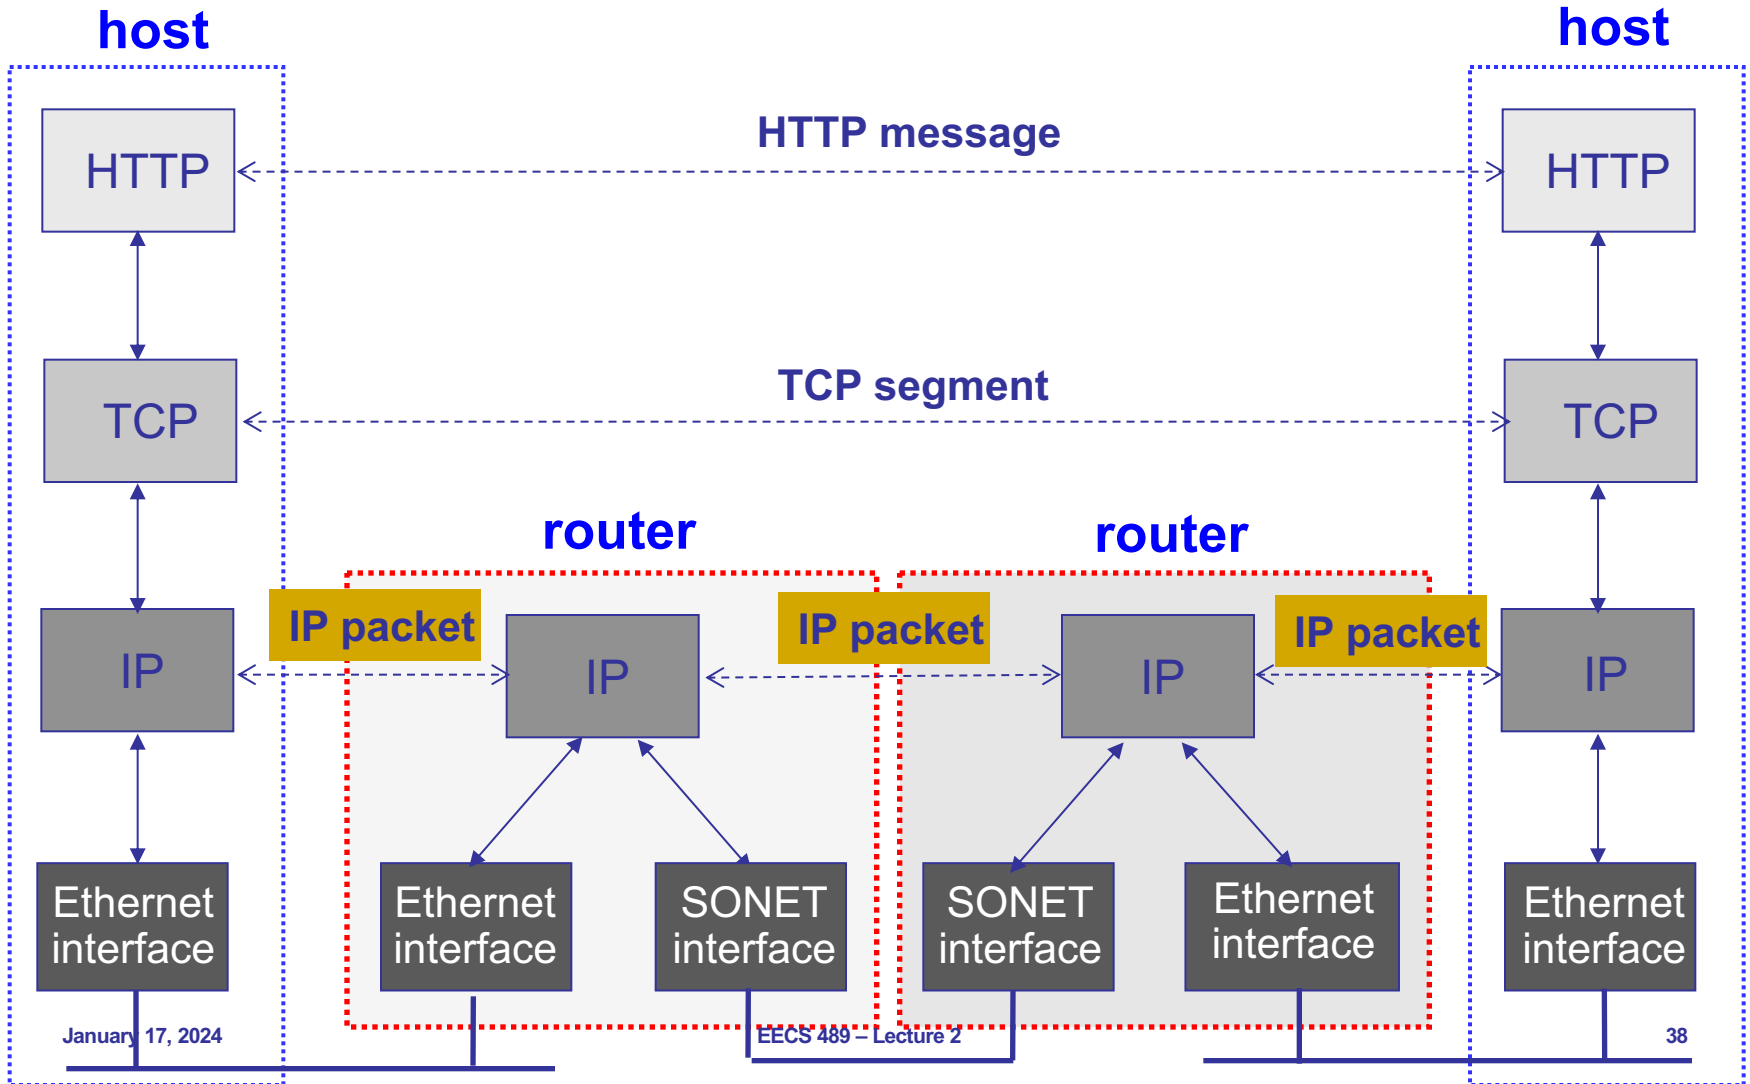 host
host
HTTP
HTTP message
HTTP
TCP
TCP segment
TCP
router
router
IP packet
IP packet
IP packet
IP
IP
IP
IP
Ethernet
interface
Ethernet
interface
SONET
interface
SONET
interface
Ethernet
interface
Ethernet
interface
January 17, 2024
EECS 489 – Lecture 2
38